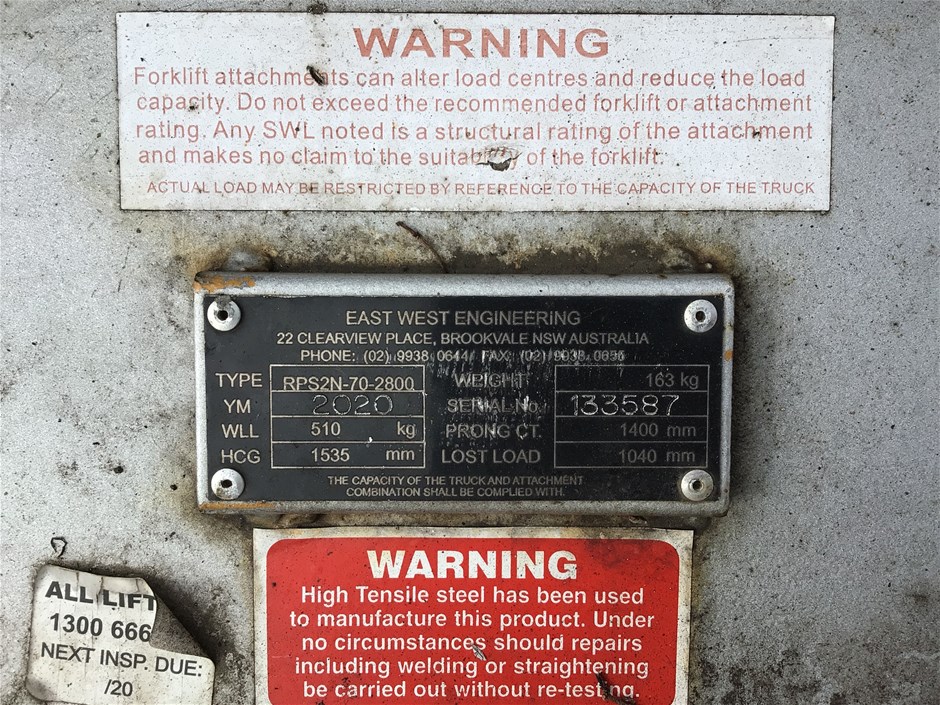 WARNING
Forklift attachments can alter load centres and reduce the load
capacity. Do not exceed the recommended forklift or attachment
rating. Any SWL noted is a structural rating of the attachment
and makes no claim to the suitability of the forklift.
ACTUAL LOAD MAY BE RESTRICTED BY REFERENCE TO THE CAPACITY OF THE TRUCK
EAST WEST ENGINEERING
22 CLEARVIEW PLACE, BROOKVALE NSW AUSTRALIA
PHONE: (02) 9938 0644 FAX: (02) 9938 0656
TYPE RPS2N-70-2800 WEIGHT 163 kg
YM 2020 SERIAL No. 133587
WLL 510 kg PRONG CT. 1400 mm
HCG 1535 mm LOST LOAD 1040 mm
THE CAPACITY OF THE TRUCK AND ATTACHMENT
COMBINATION SHALL BE COMPLIED WITH.
WARNING
High Tensile steel has been used
to manufacture this product. Under
no circumstances should repairs
including welding or straightening
be carried out without re-testing.
ALL LIFT
1300 666
NEXT INSP. DUE:
/20